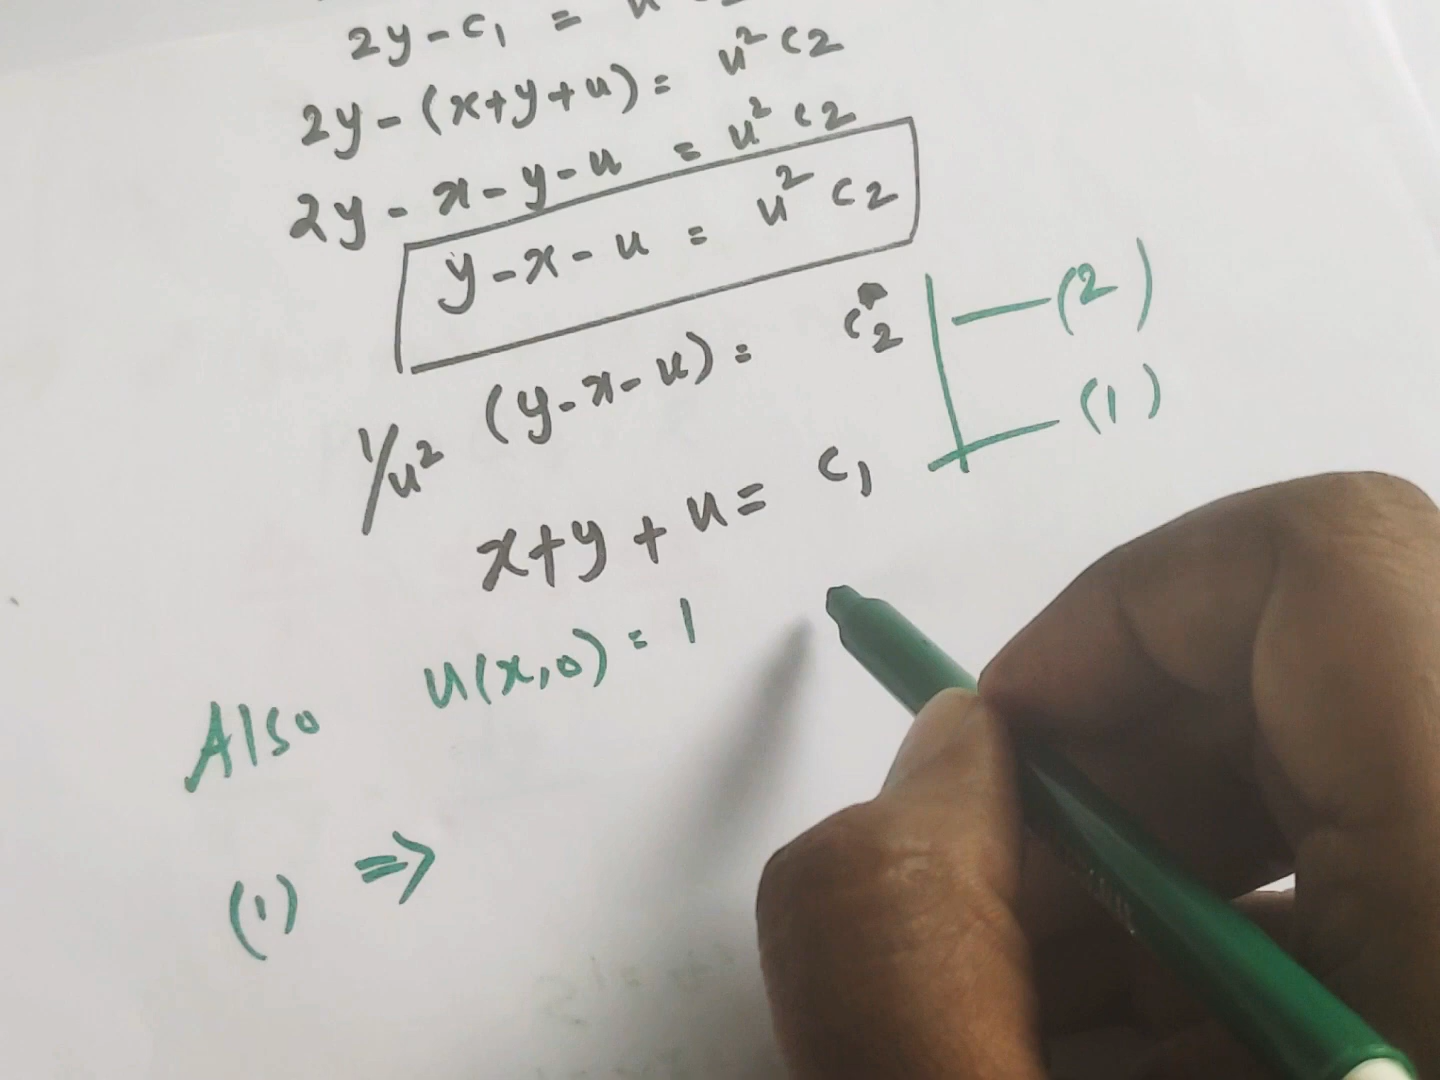 2y - c₁ = u
2y - (x+y+u) = u² c₂
2y - x - y - u = u² c₂
y - x - u = u² c₂
1/u² (y - x - u) = c₂ — (2)
x + y + u = c₁ — (1)
Also u(x,0) = 1
(1) ⇒